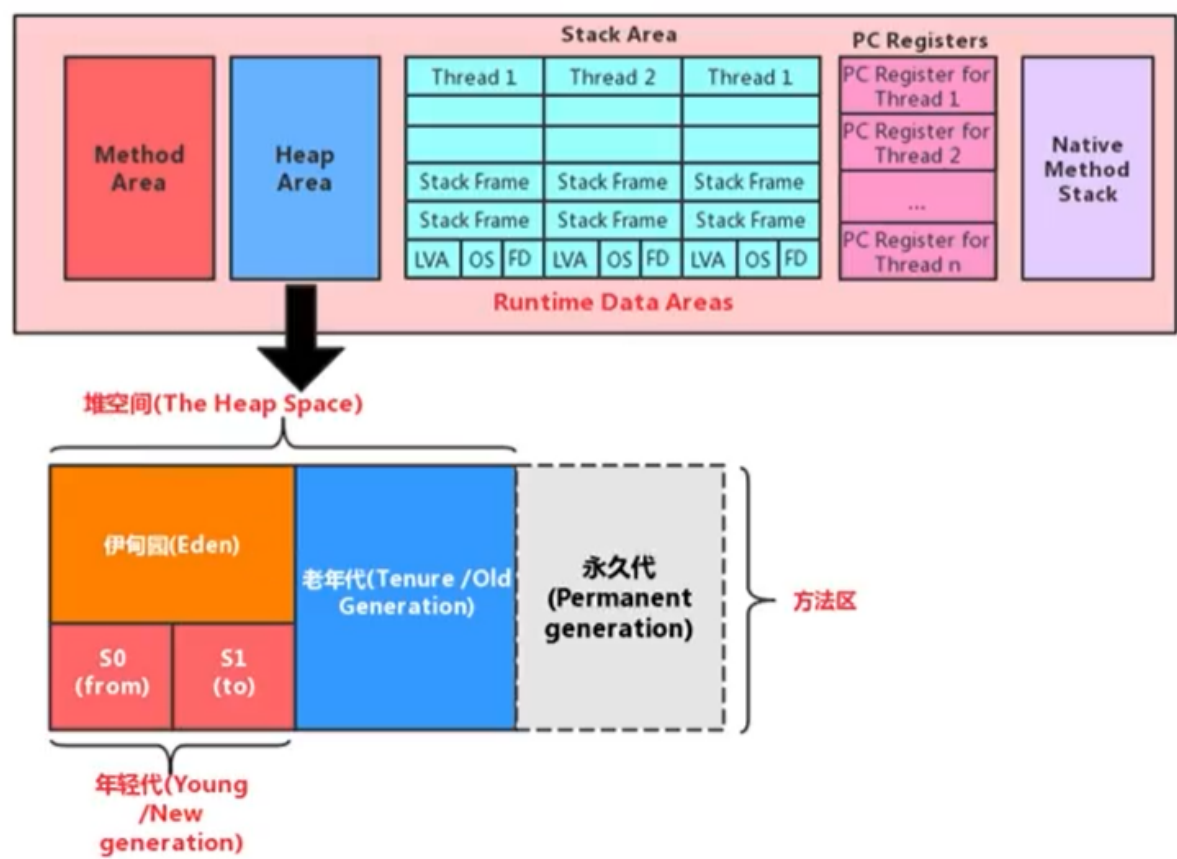 Stack Area
PC Registers
Method
Area
Heap
Area
Thread 1
Thread 2
Thread 1
Stack Frame
Stack Frame
Stack Frame
Stack Frame
Stack Frame
Stack Frame
LVA
OS
FD
LVA
OS
FD
LVA
OS
FD
PC Register for
Thread 1
PC Register for
Thread 2
...
PC Register for
Thread n
Native
Method
Stack
Runtime Data Areas
堆空间(The Heap Space)
伊甸园(Eden)
S0
(from)
S1
(to)
老年代(Tenure /Old
Generation)
永久代
(Permanent
generation)
方法区
年轻代(Young
/New
generation)